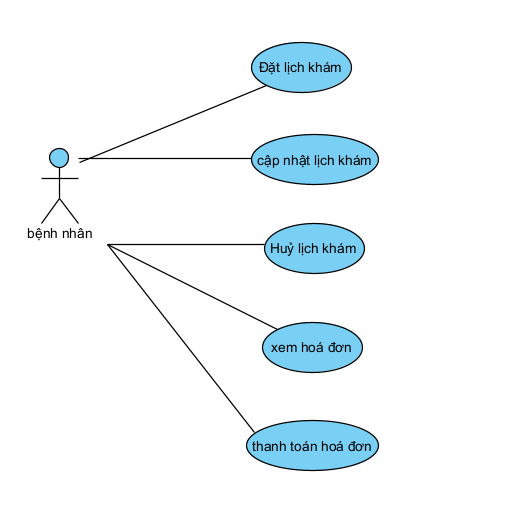 Đặt lịch khám
cập nhật lịch khám
bệnh nhân
Huỷ lịch khám
xem hoá đơn
thanh toán hoá đơn